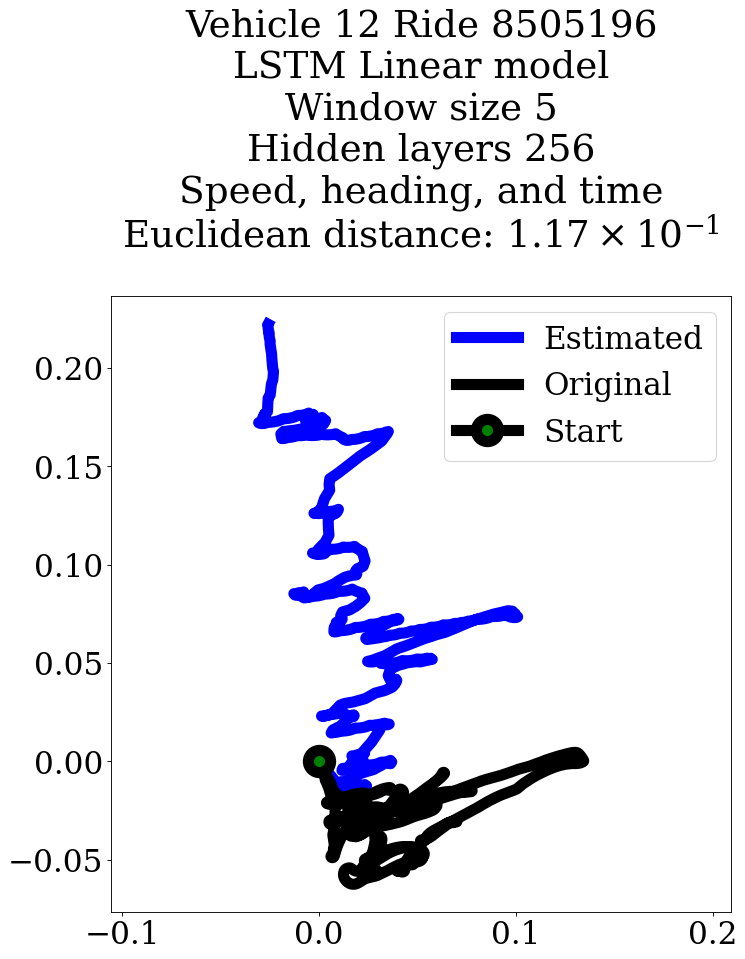 Vehicle 12 Ride 8505196
LSTM Linear model
Window size 5
Hidden layers 256
Speed, heading, and time
Euclidean distance: 1.17 × 10⁻¹
Estimated
Original
Start
0.20
0.15
0.10
0.05
0.00
−0.05
−0.1
0.0
0.1
0.2